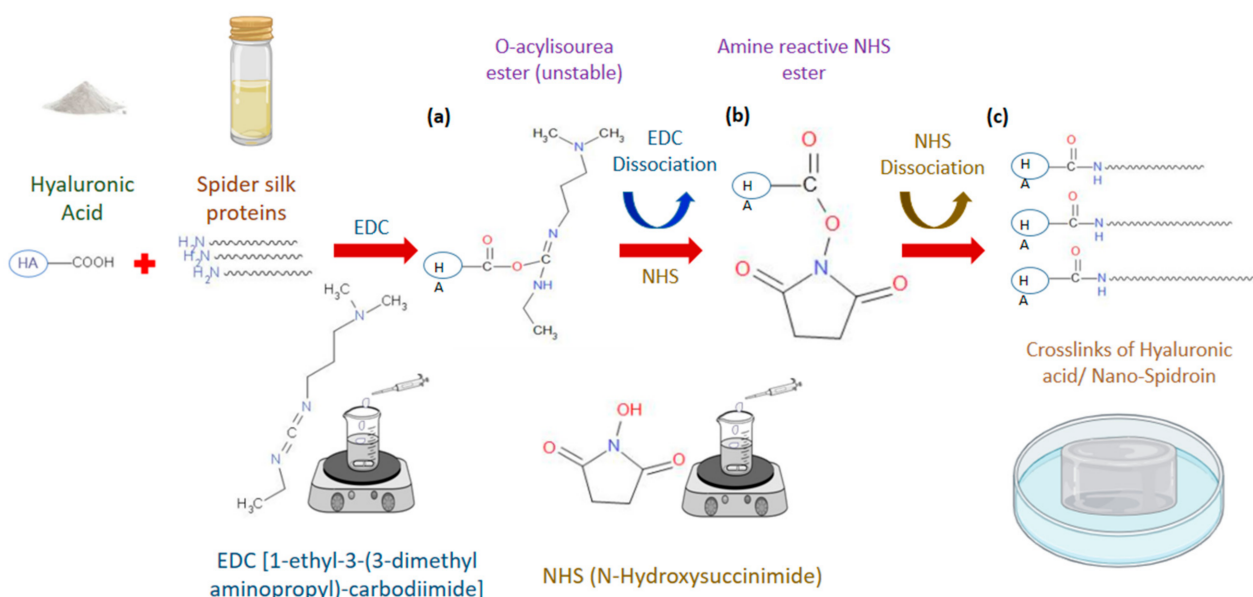 O-acylisourea
ester (unstable)
Amine reactive NHS
ester
(a)
(b)
(c)
Hyaluronic
Acid
Spider silk
proteins
HA
COOH
H₂N
H₂N
H₂N
EDC
H₃C
CH₃
N
N
C
N
H₃C
H₃C
CH₃
N
N
O
C
O
C
NH
CH₃
H
A
EDC
Dissociation
NHS
O
C
H
A
O
N
O
O
NHS
Dissociation
H
A
O
C
N
H
H
A
O
C
N
H
H
A
O
C
N
H
OH
N
O
O
Crosslinks of Hyaluronic
acid/ Nano-Spidroin
EDC [1-ethyl-3-(3-dimethyl
aminopropyl)-carbodiimide]
NHS (N-Hydroxysuccinimide)